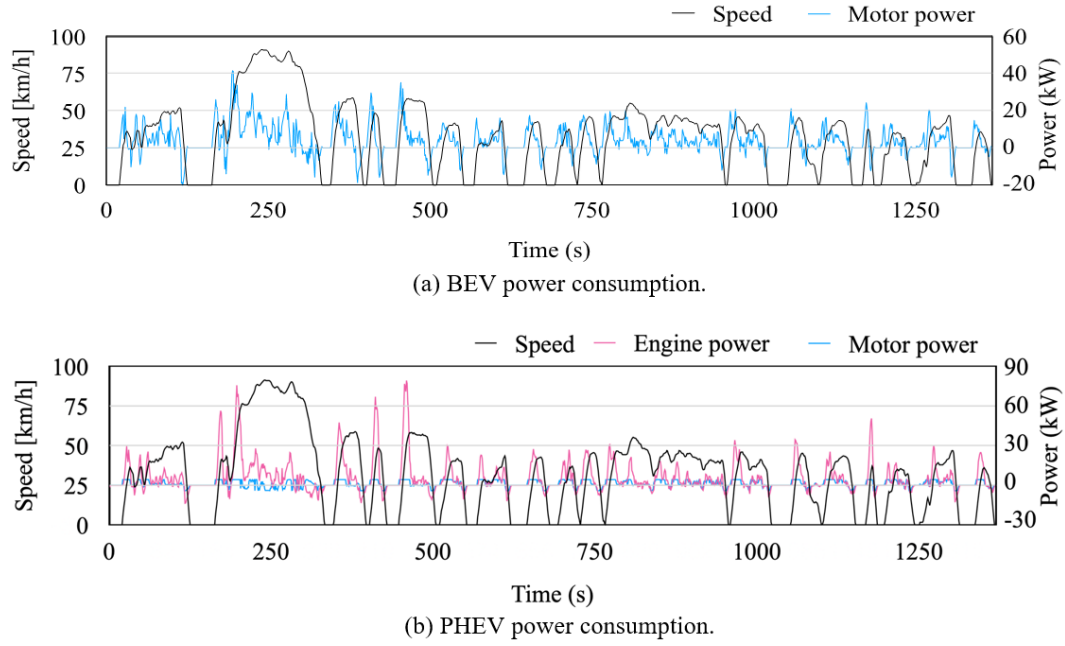 Speed Motor power
100 60
75 40
50 20
25 0
0 -20
Speed [km/h]
Power (kW)
0 250 500 750 1000 1250
Time (s)
(a) BEV power consumption.
Speed Engine power Motor power
100 90
75 60
50 30
25 0
0 -30
Speed [km/h]
Power (kW)
0 250 500 750 1000 1250
Time (s)
(b) PHEV power consumption.